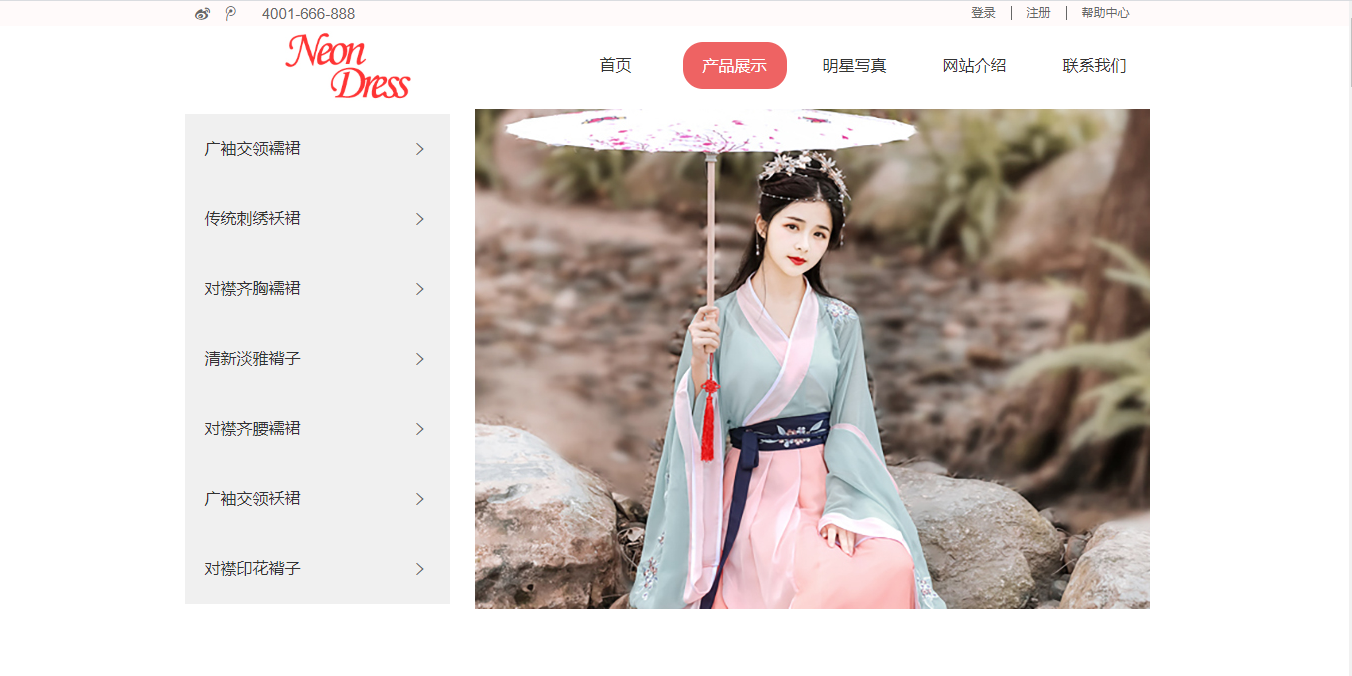 4001-666-888
登录 | 注册 | 帮助中心
Neon
Dress
首页 产品展示 明星写真 网站介绍 联系我们
广袖交领襦裙
传统刺绣袄裙
对襟齐胸襦裙
清新淡雅褙子
对襟齐腰襦裙
广袖交领袄裙
对襟印花褙子